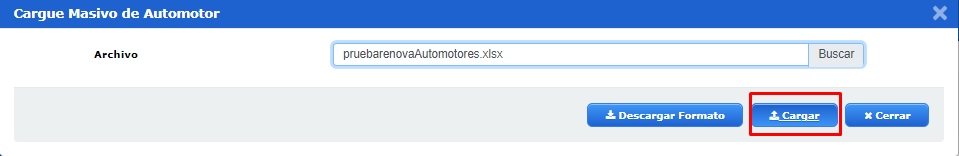 Cargue Masivo de Automotor
Archivo
pruebarenovaAutomotores.xlsx
Buscar
Descargar Formato
Cargar
Cerrar